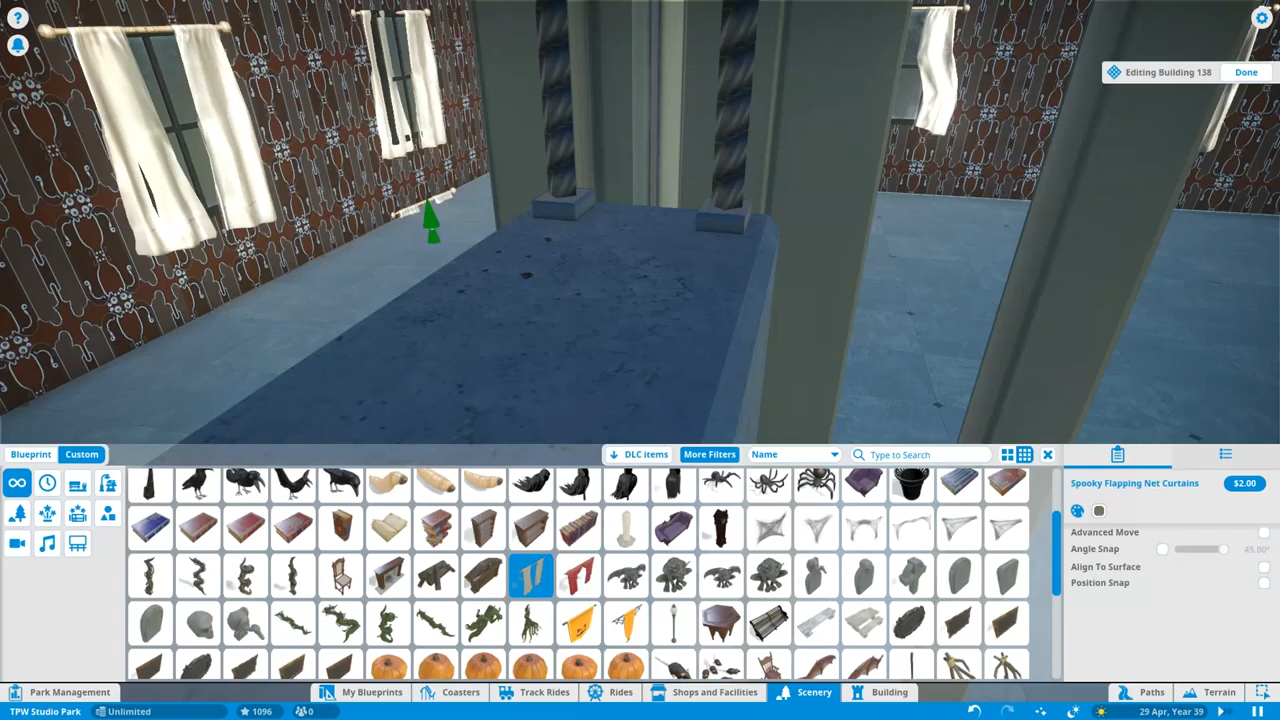 ?
Editing Building 138 Done
Blueprint Custom DLC items More Filters Name Type to Search
Spooky Flapping Net Curtains $2.00
Advanced Move
Angle Snap 45.00°
Align To Surface
Position Snap
Park Management My Blueprints Coasters Track Rides Rides Shops and Facilities Scenery Building Paths Terrain
TPW Studio Park Unlimited 1096 0 29 Apr, Year 39